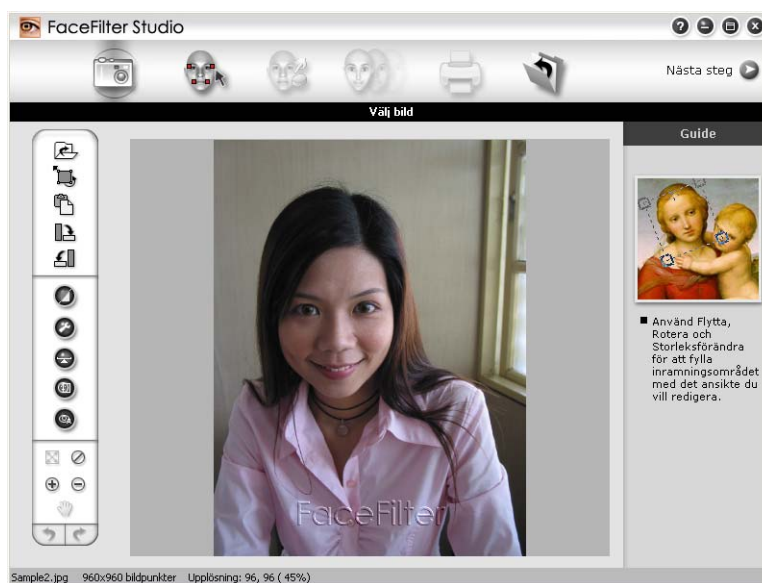 FaceFilter Studio
Nästa steg
Välj bild
Guide
Använd Flytta,
Rotera och
Storleksförändra
för att fylla
inramningsområdet
med det ansikte du
vill redigera.
FaceFilter
Sample2.jpg 960x960 bildpunkter Upplösning: 96, 96 ( 45%)